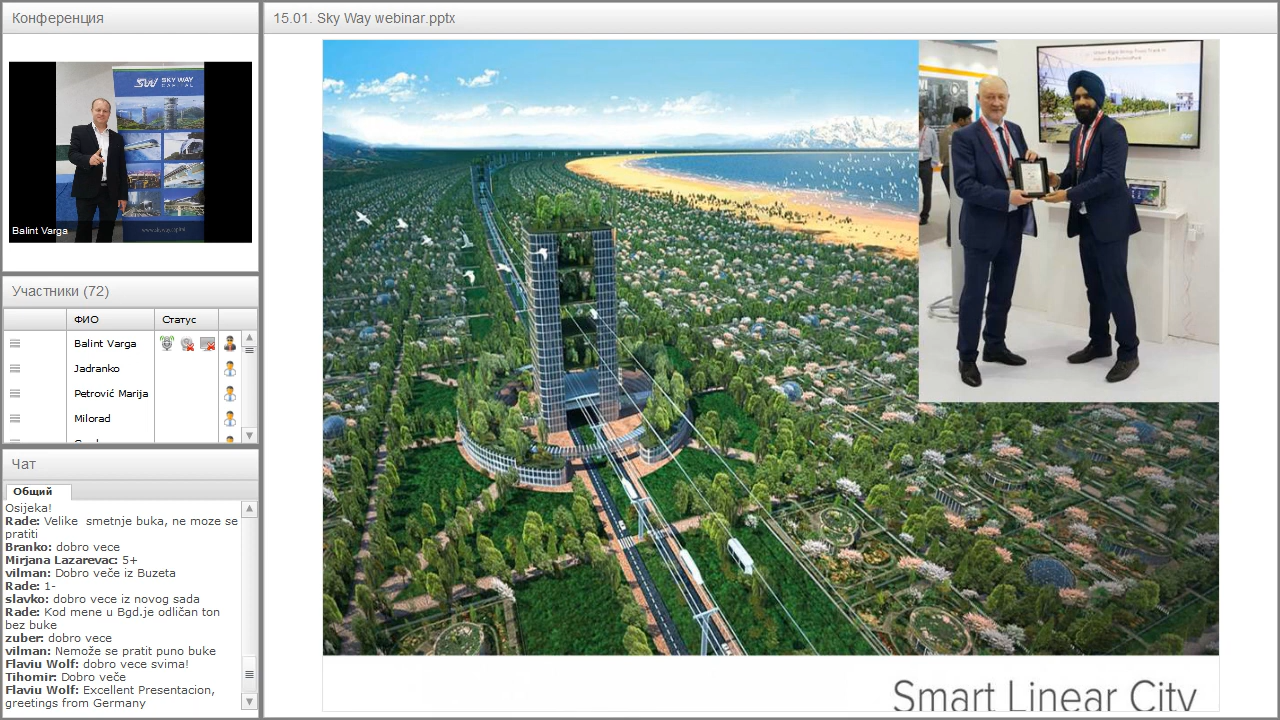 Конференция
SW SKY WAY
CAPITAL
Balint Varga
Участники (72)
ФИО Статус
Balint Varga
Jadranko
Petrović Marija
Milorad
Чат
Общий
Osijeka!
Rade: Velike smetnje buka, ne moze se
pratiti
Branko: dobro vece
Mirjana Lazarevac: 5+
vilman: Dobro veče iz Buzeta
Rade: 1-
slavko: dobro vece iz novog sada
Rade: Kod mene u Bgd.je odličan ton
bez buke
zuber: dobro vece
vilman: Nemože se pratit puno buke
Flaviu Wolf: dobro vece svima!
Tihomir: Dobro veče
Flaviu Wolf: Excellent Presentacion,
greetings from Germany
15.01. Sky Way webinar.pptx
Smart Linear City